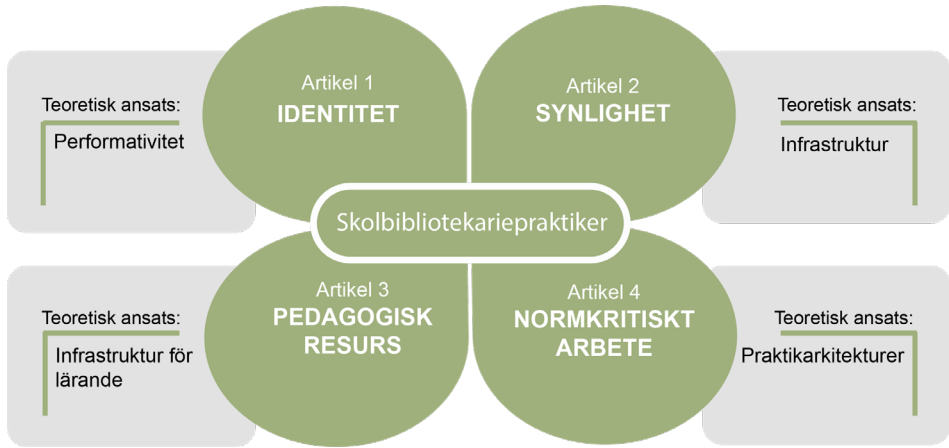 Teoretisk ansats:
Performativitet
Artikel 1
IDENTITET
Artikel 2
SYNLIGHET
Teoretisk ansats:
Infrastruktur
Skolbibliotekariepraktiker
Teoretisk ansats:
Infrastruktur för
lärande
Artikel 3
PEDAGOGISK
RESURS
Artikel 4
NORMKRITISKT
ARBETE
Teoretisk ansats:
Praktikarkitekturer